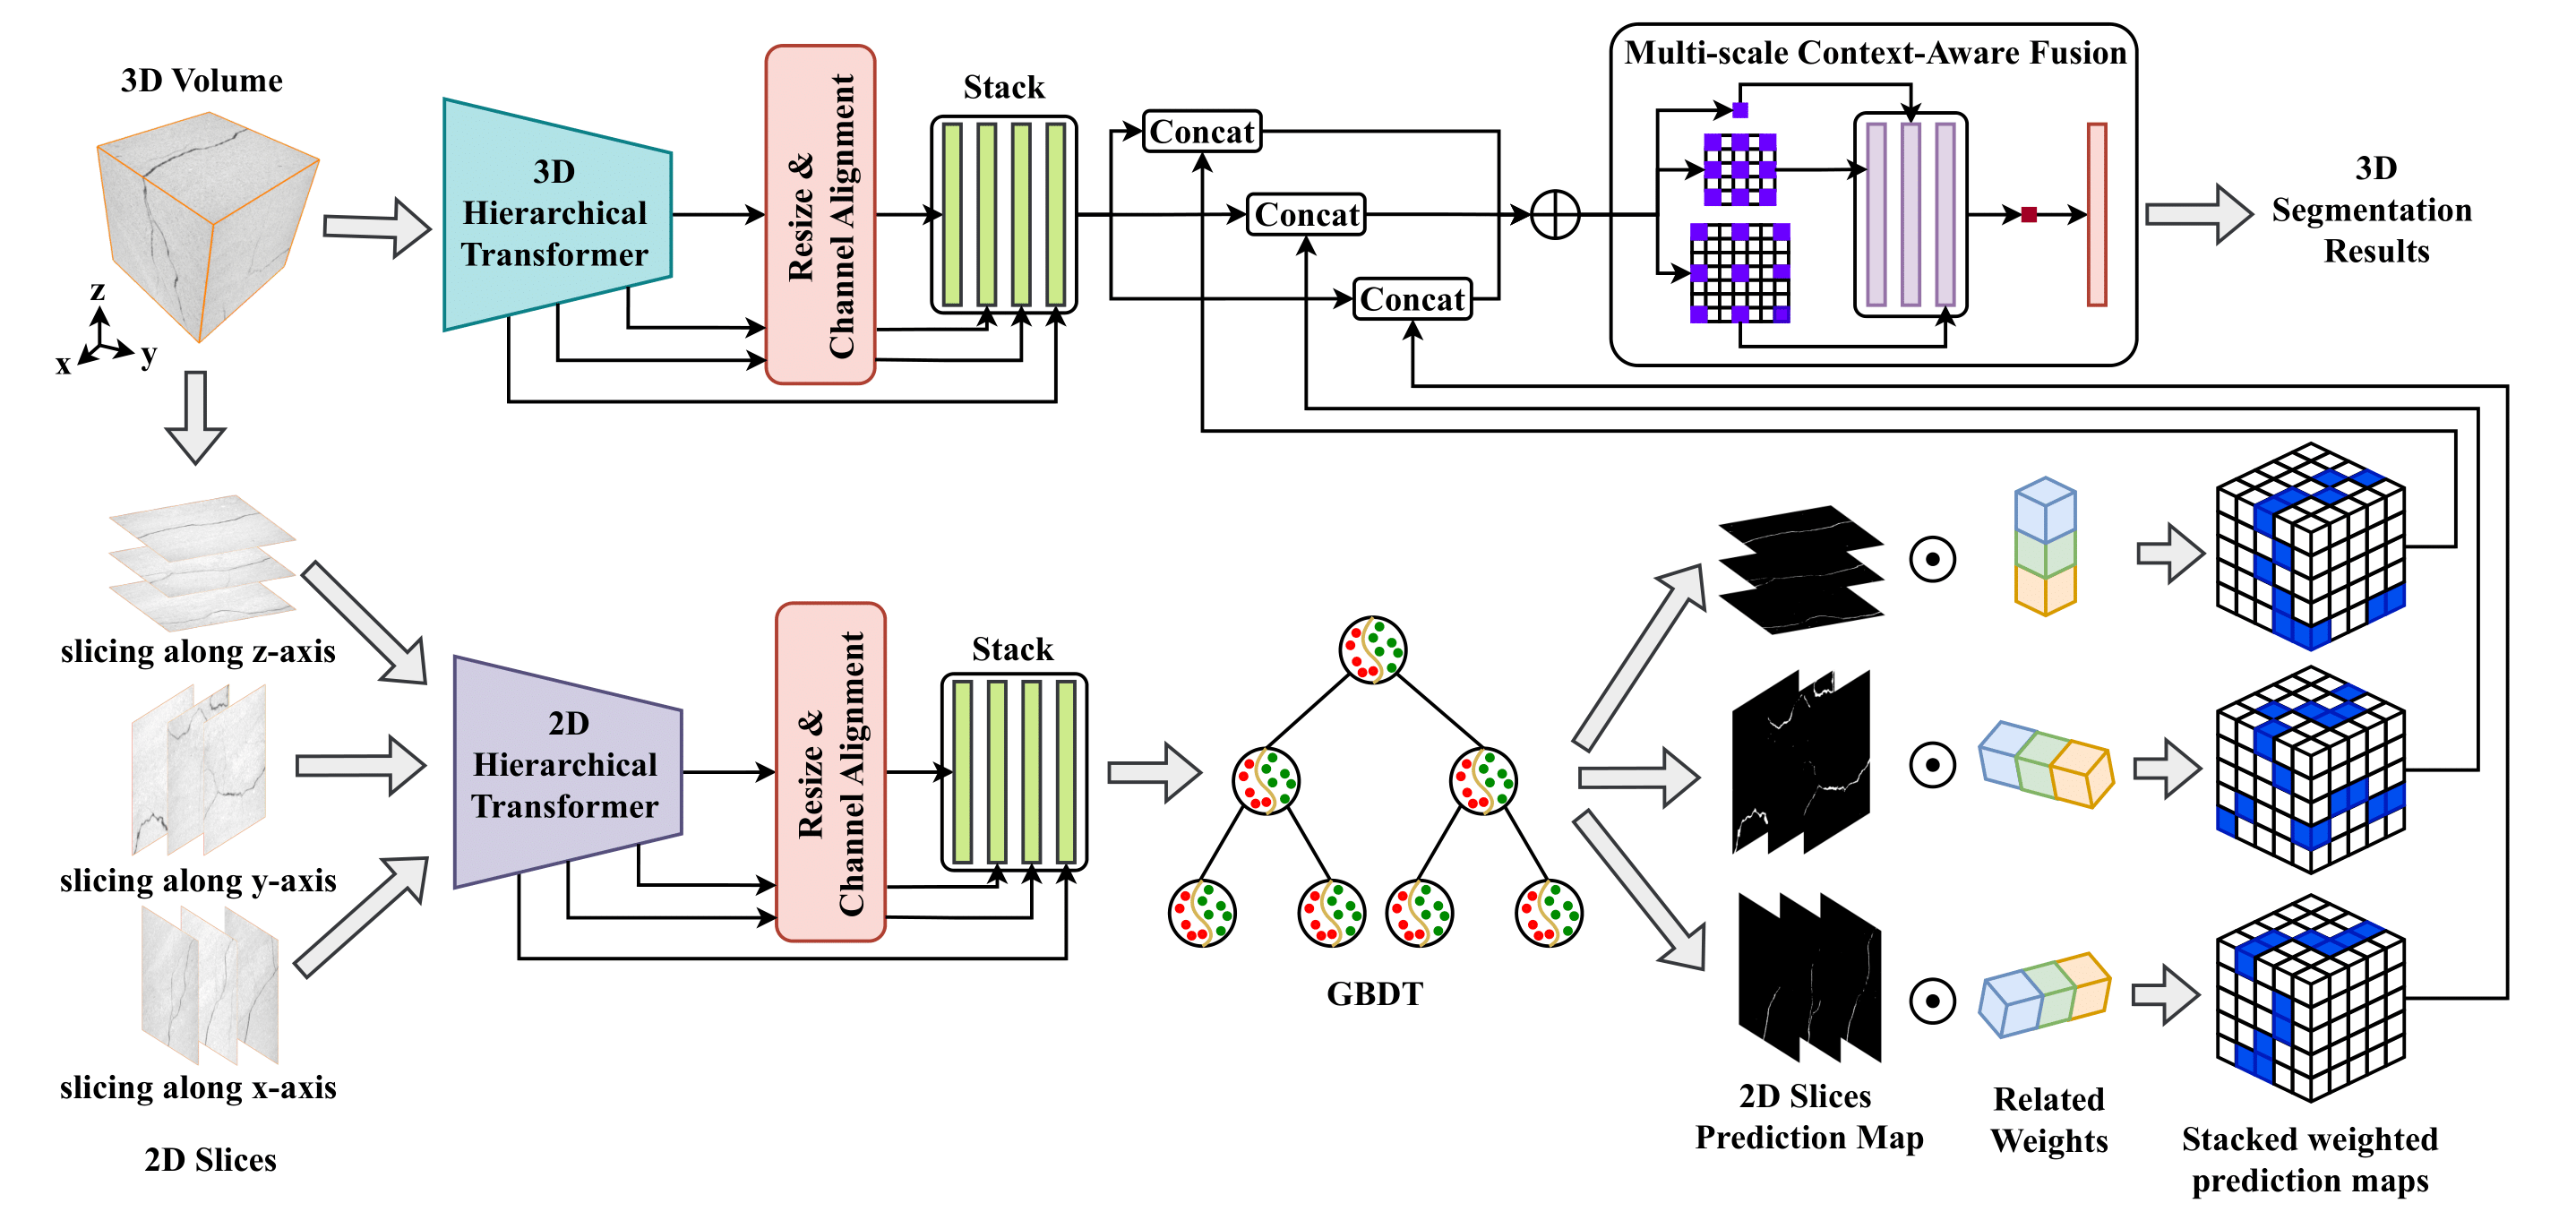 3D Volume
z
x
y
3D
Hierarchical
Transformer
Resize &
Channel Alignment
Stack
Concat
Concat
Concat
Multi-scale Context-Aware Fusion
3D
Segmentation
Results
slicing along z-axis
slicing along y-axis
slicing along x-axis
2D Slices
2D
Hierarchical
Transformer
Resize &
Channel Alignment
Stack
GBDT
2D Slices
Prediction Map
Related
Weights
Stacked weighted
prediction maps